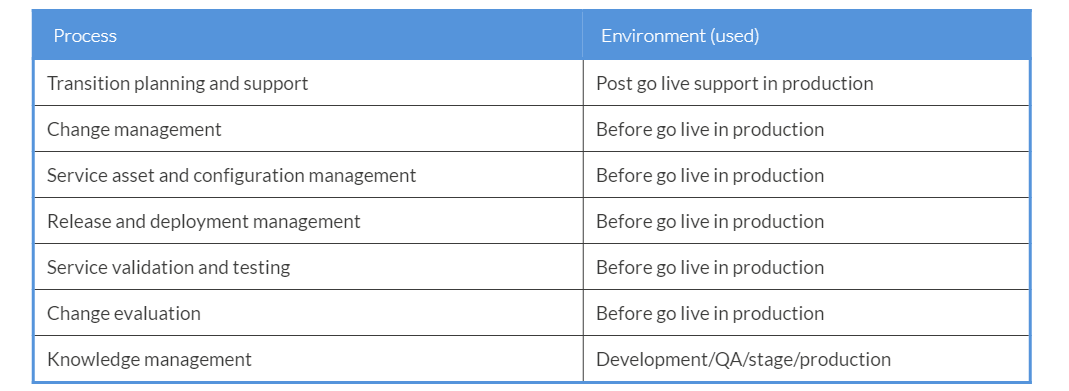 Process Environment (used)
Transition planning and support Post go live support in production
Change management Before go live in production
Service asset and configuration management Before go live in production
Release and deployment management Before go live in production
Service validation and testing Before go live in production
Change evaluation Before go live in production
Knowledge management Development/QA/stage/production